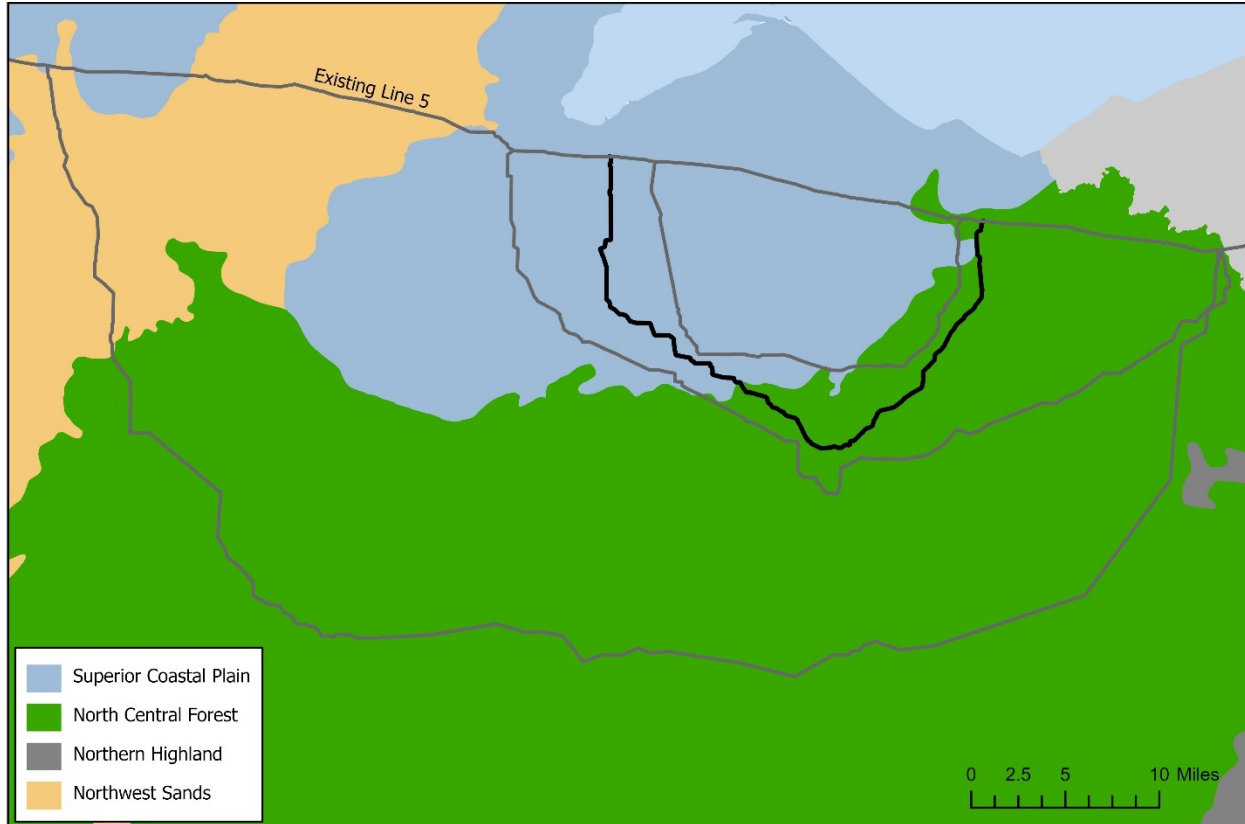 Existing Line 5
Superior Coastal Plain
North Central Forest
Northern Highland
Northwest Sands
0 2.5 5 10 Miles